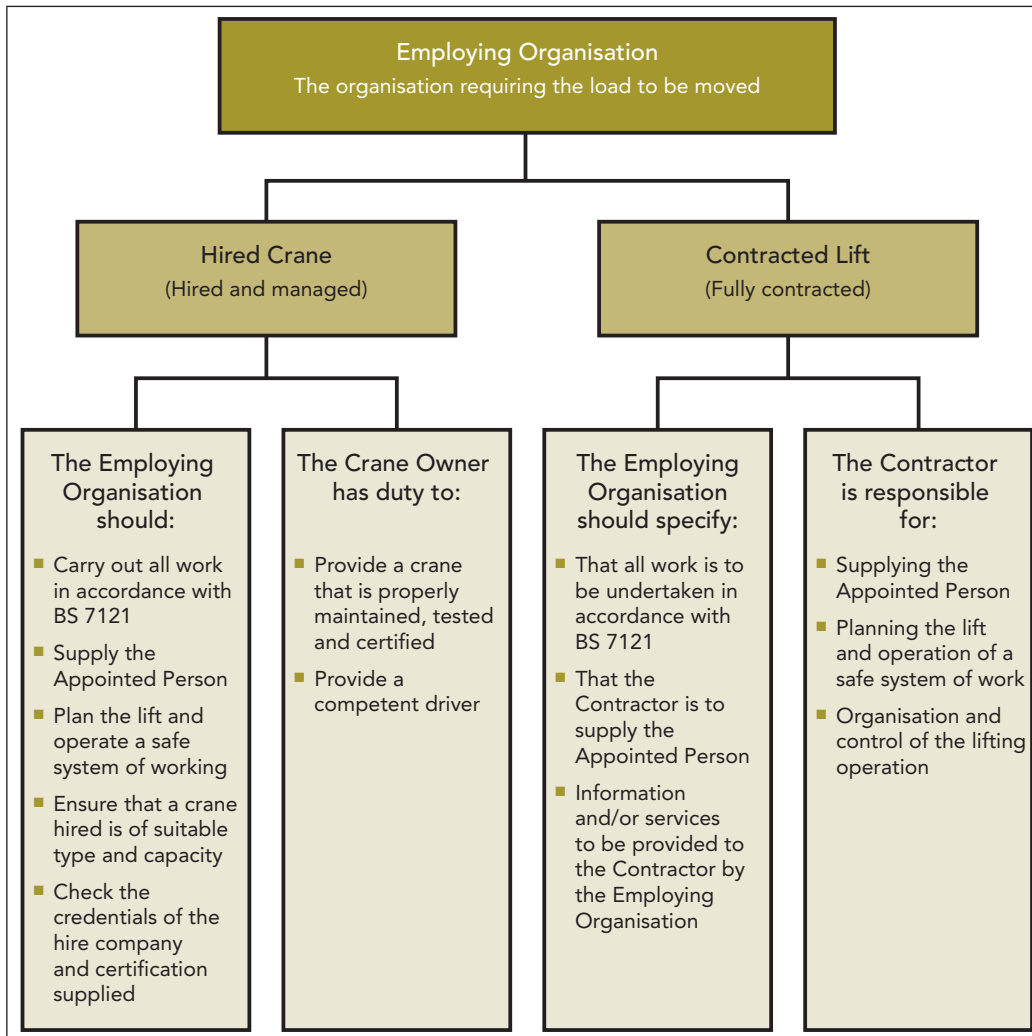 Employing Organisation
The organisation requiring the load to be moved
Hired Crane
(Hired and managed)
Contracted Lift
(Fully contracted)
The Employing
Organisation
should:
■ Carry out all work
in accordance with
BS 7121
■ Supply the
Appointed Person
■ Plan the lift and
operate a safe
system of working
■ Ensure that a crane
hired is of suitable
type and capacity
■ Check the
credentials of the
hire company
and certification
supplied
The Crane Owner
has duty to:
■ Provide a crane
that is properly
maintained, tested
and certified
■ Provide a
competent driver
The Employing
Organisation
should specify:
■ That all work is to
be undertaken in
accordance with
BS 7121
■ That the
Contractor is to
supply the
Appointed Person
■ Information
and/or services
to be provided to
the Contractor by
the Employing
Organisation
The Contractor
is responsible
for:
■ Supplying the
Appointed Person
■ Planning the lift
and operation of a
safe system of work
■ Organisation and
control of the lifting
operation